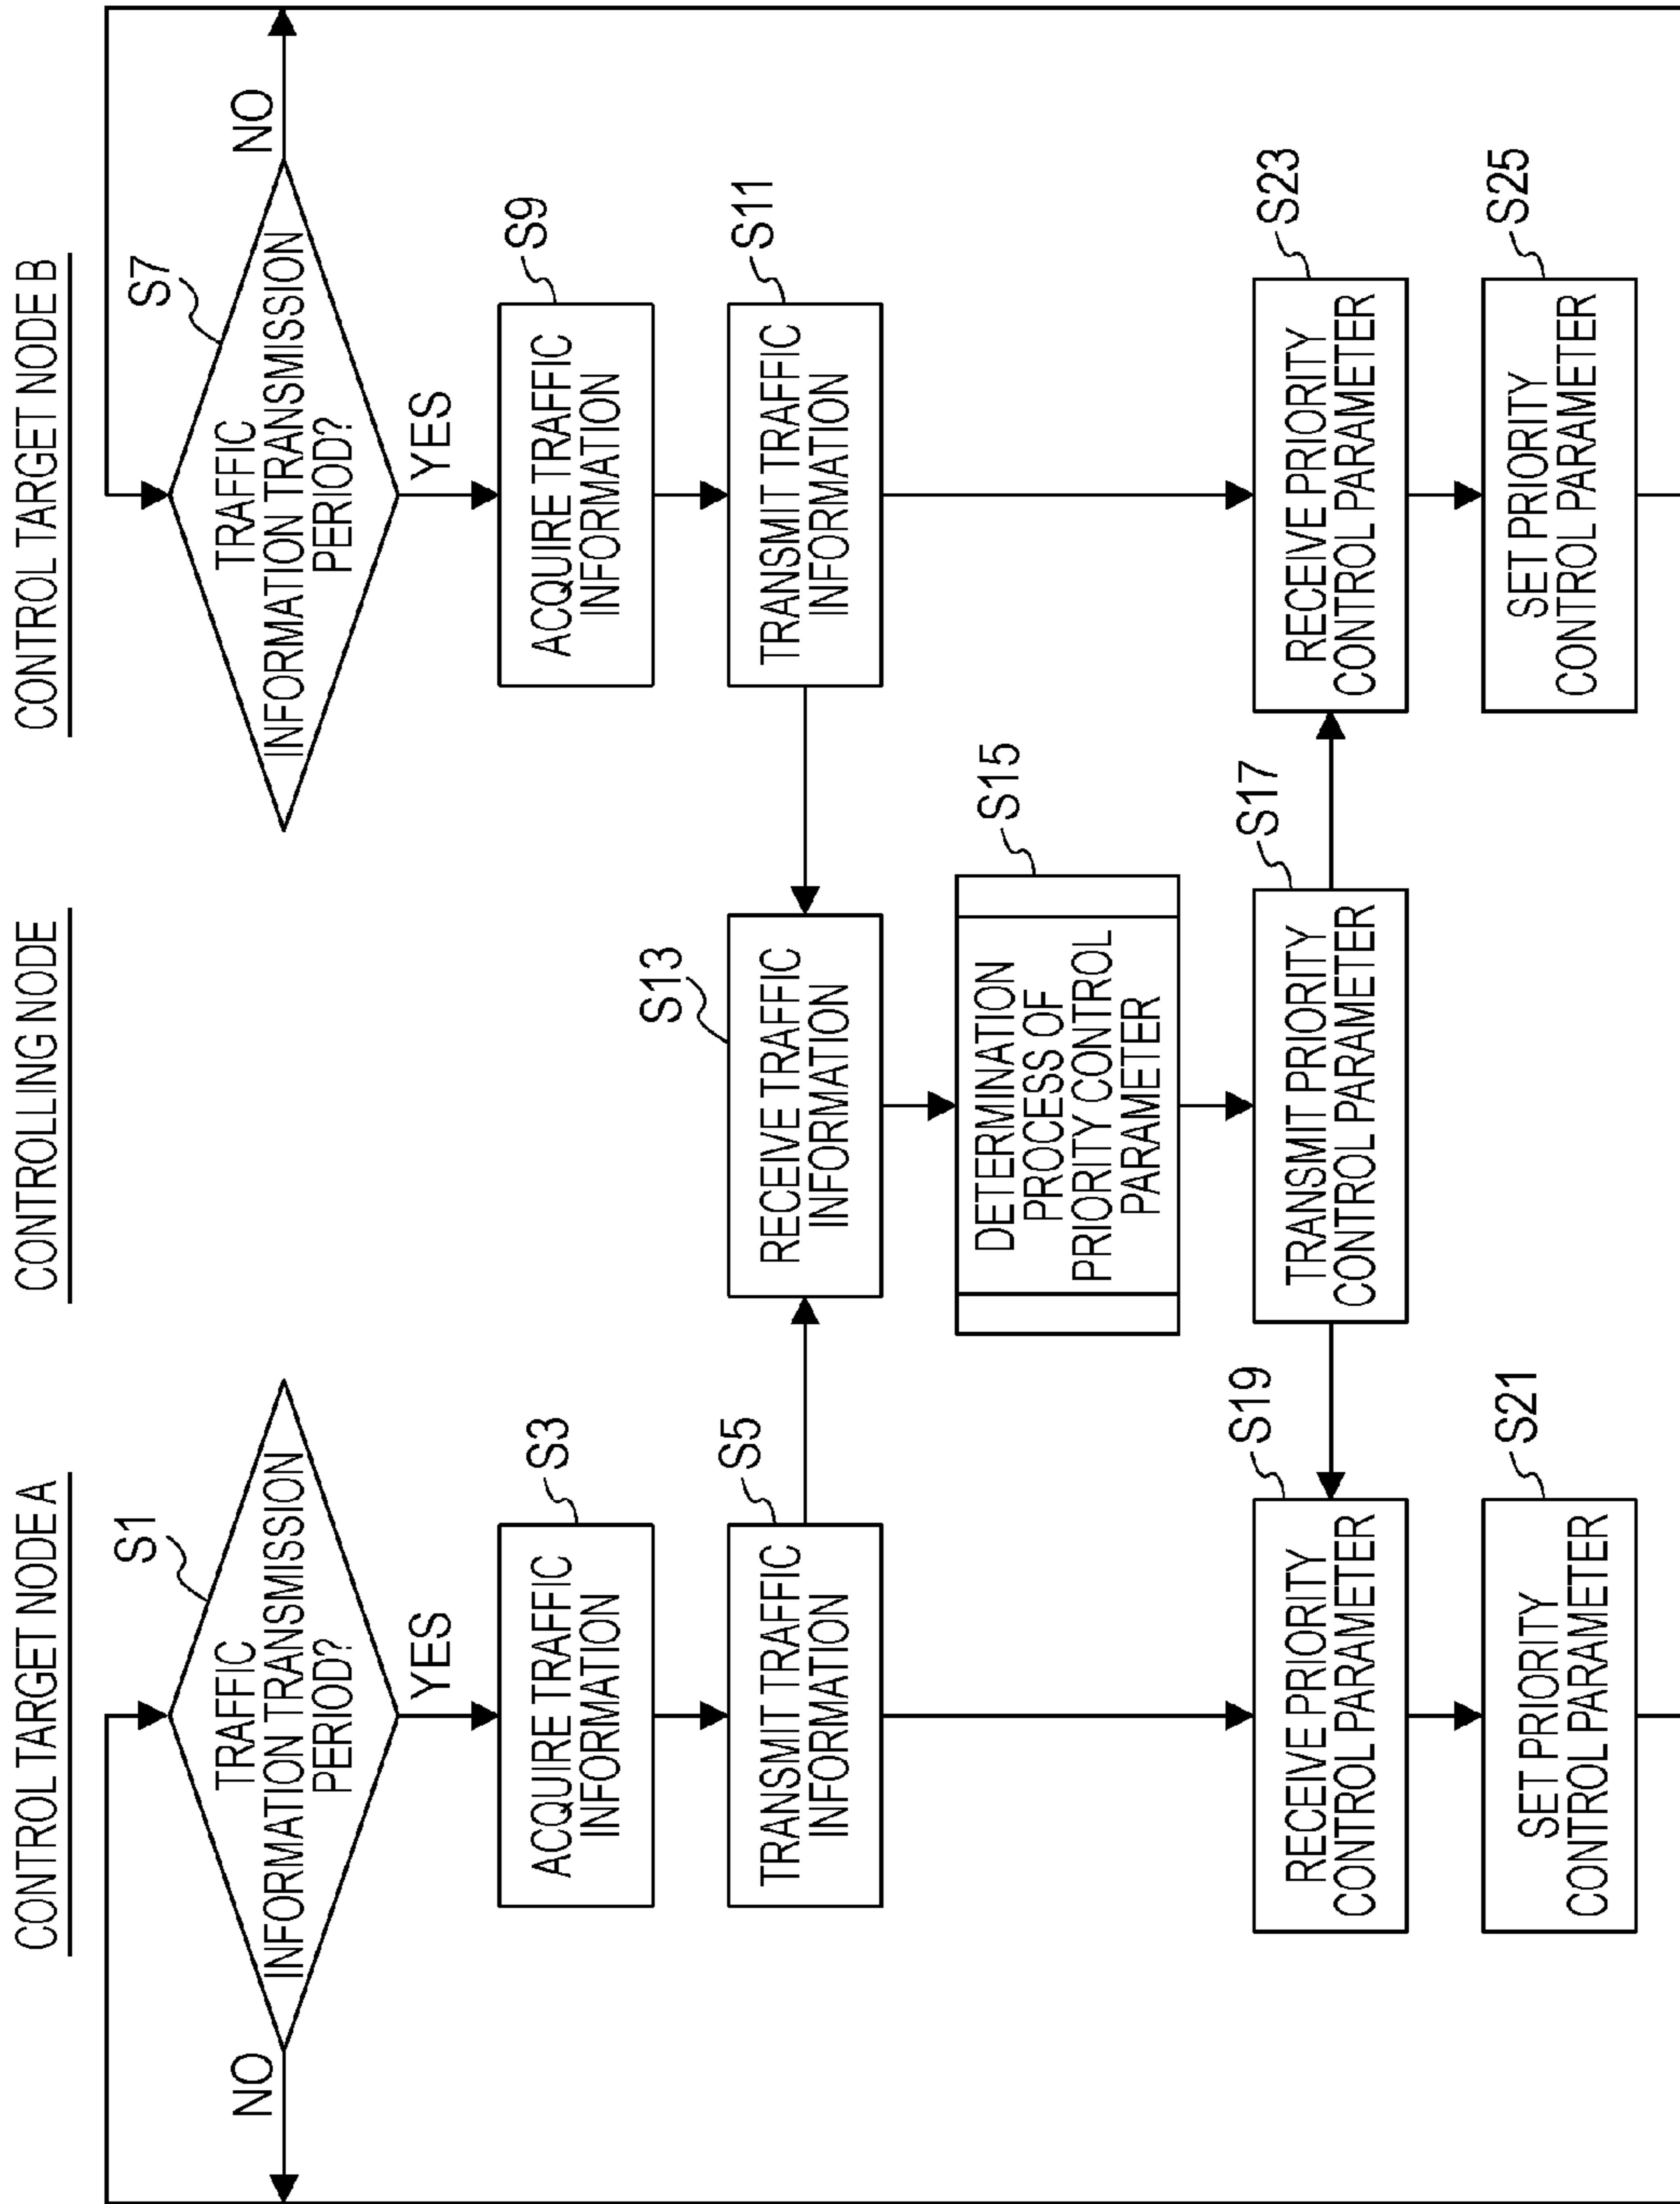 CONTROL TARGET NODE A
CONTROLLING NODE
CONTROL TARGET NODE B
S1
TRAFFIC
INFORMATION TRANSMISSION
PERIOD?
NO
YES
S7
TRAFFIC
INFORMATION TRANSMISSION
PERIOD?
NO
YES
S3
ACQUIRE TRAFFIC
INFORMATION
S9
ACQUIRE TRAFFIC
INFORMATION
S5
TRANSMIT TRAFFIC
INFORMATION
S13
RECEIVE TRAFFIC
INFORMATION
S11
TRANSMIT TRAFFIC
INFORMATION
S15
DETERMINATION
PROCESS OF
PRIORITY CONTROL
PARAMETER
S19
RECEIVE PRIORITY
CONTROL PARAMETER
S17
TRANSMIT PRIORITY
CONTROL PARAMETER
S23
RECEIVE PRIORITY
CONTROL PARAMETER
S21
SET PRIORITY
CONTROL PARAMETER
S25
SET PRIORITY
CONTROL PARAMETER